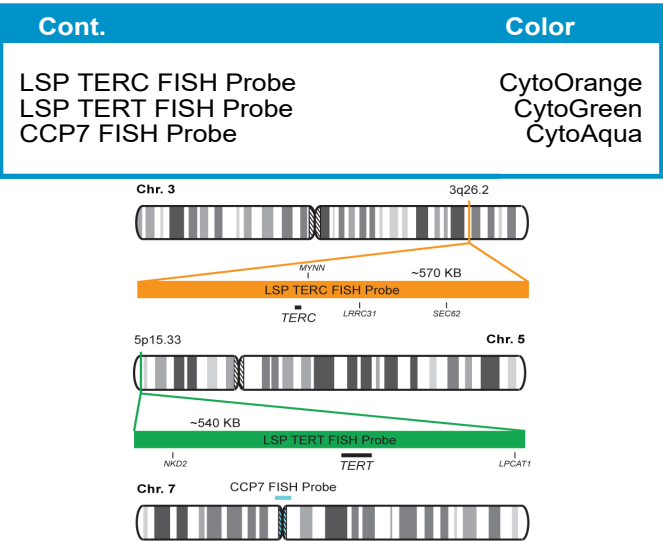 Cont. Color
LSP TERC FISH Probe CytoOrange
LSP TERT FISH Probe CytoGreen
CCP7 FISH Probe CytoAqua
Chr. 3 3q26.2
MYNN ~570 KB
LSP TERC FISH Probe
TERC LRRC31 SEC62
5p15.33 Chr. 5
~540 KB
LSP TERT FISH Probe
NKD2 TERT LPCAT1
Chr. 7 CCP7 FISH Probe